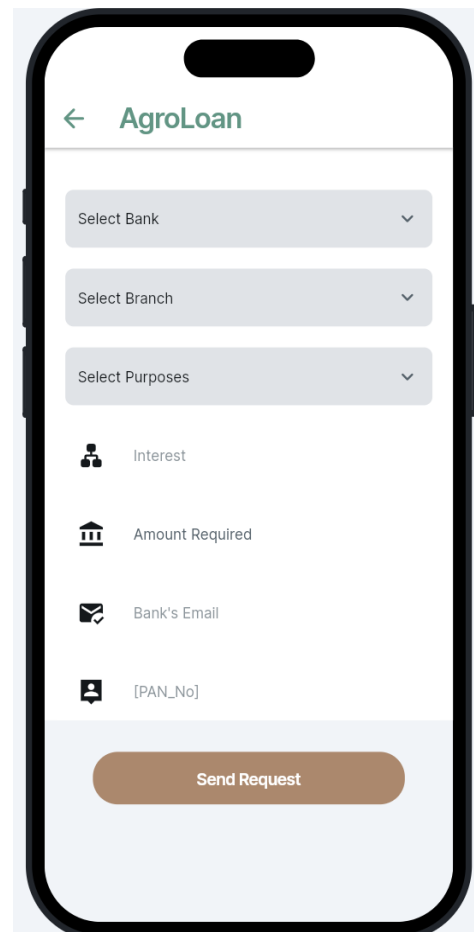 AgroLoan
Select Bank
Select Branch
Select Purposes
Interest
Amount Required
Bank's Email
[PAN_No]
Send Request